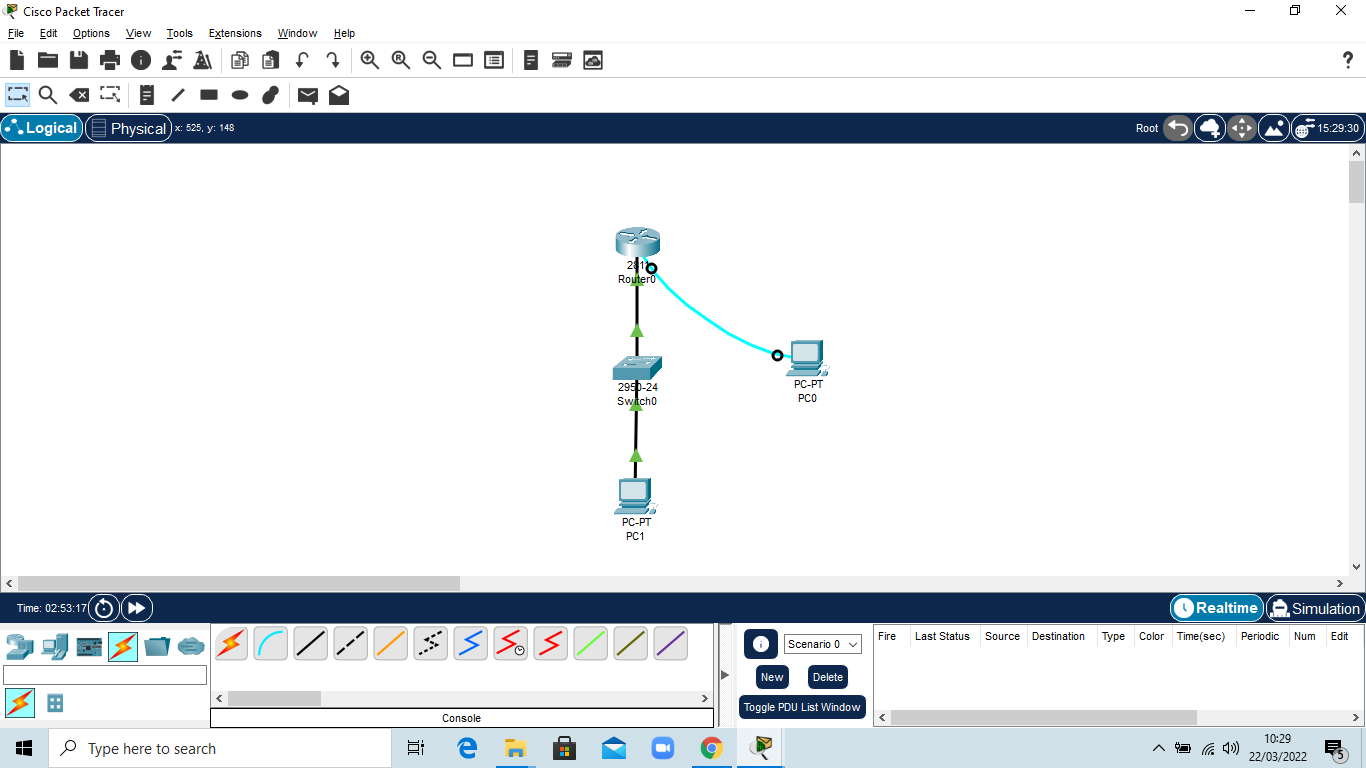 Cisco Packet Tracer
File Edit Options View Tools Extensions Window Help
?
Logical Physical x: 525, y: 148 Root 15:29:30
2811
Router0
2950-24
Switch0
PC-PT
PC0
PC-PT
PC1
Time: 02:53:17 Realtime Simulation
Scenario 0 Fire Last Status Source Destination Type Color Time(sec) Periodic Num Edit
New Delete
Toggle PDU List Window
Console
Type here to search 10:29
22/03/2022 5